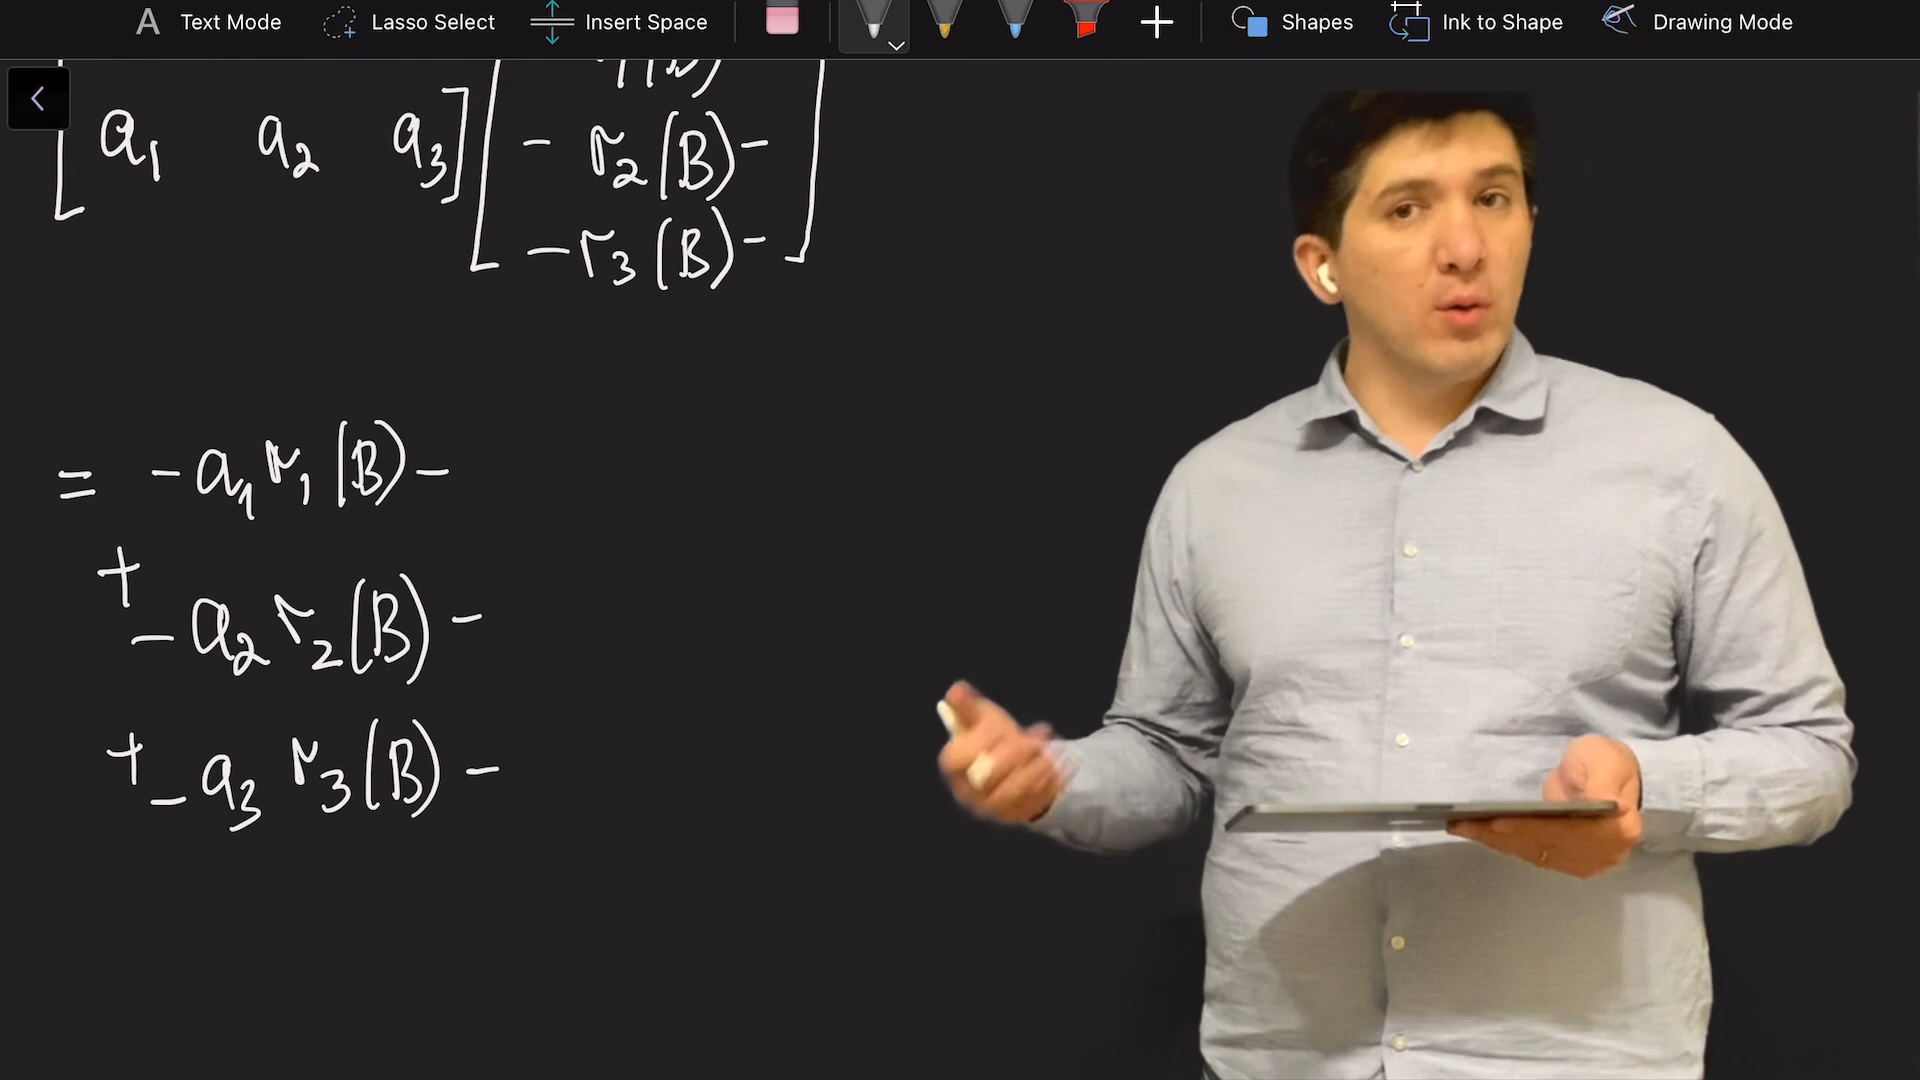 Text Mode Lasso Select Insert Space Shapes Ink to Shape Drawing Mode
[ a₁ a₂ a₃ ] [
- r₂(B) -
- r₃(B) - ]
= - a₁ r₁(B) -
+ - a₂ r₂(B) -
+ - a₃ r₃(B) -